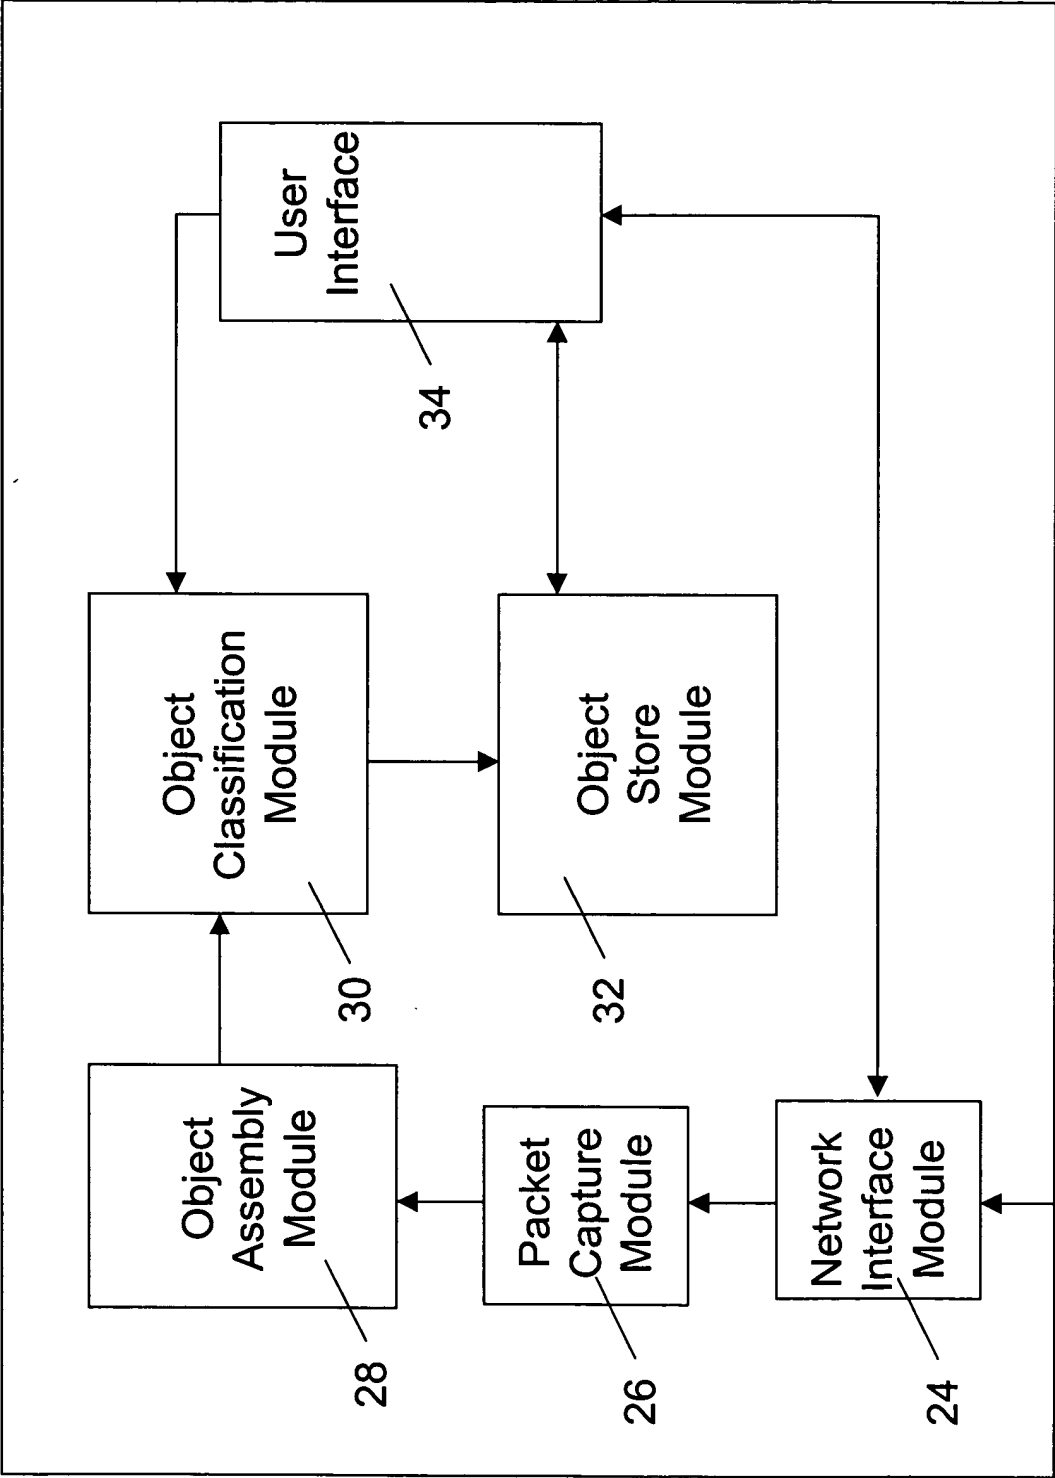 Network
Interface
Module
24
Packet
Capture
Module
26
Object
Assembly
Module
28
Object
Classification
Module
30
Object
Store
Module
32
User
Interface
34